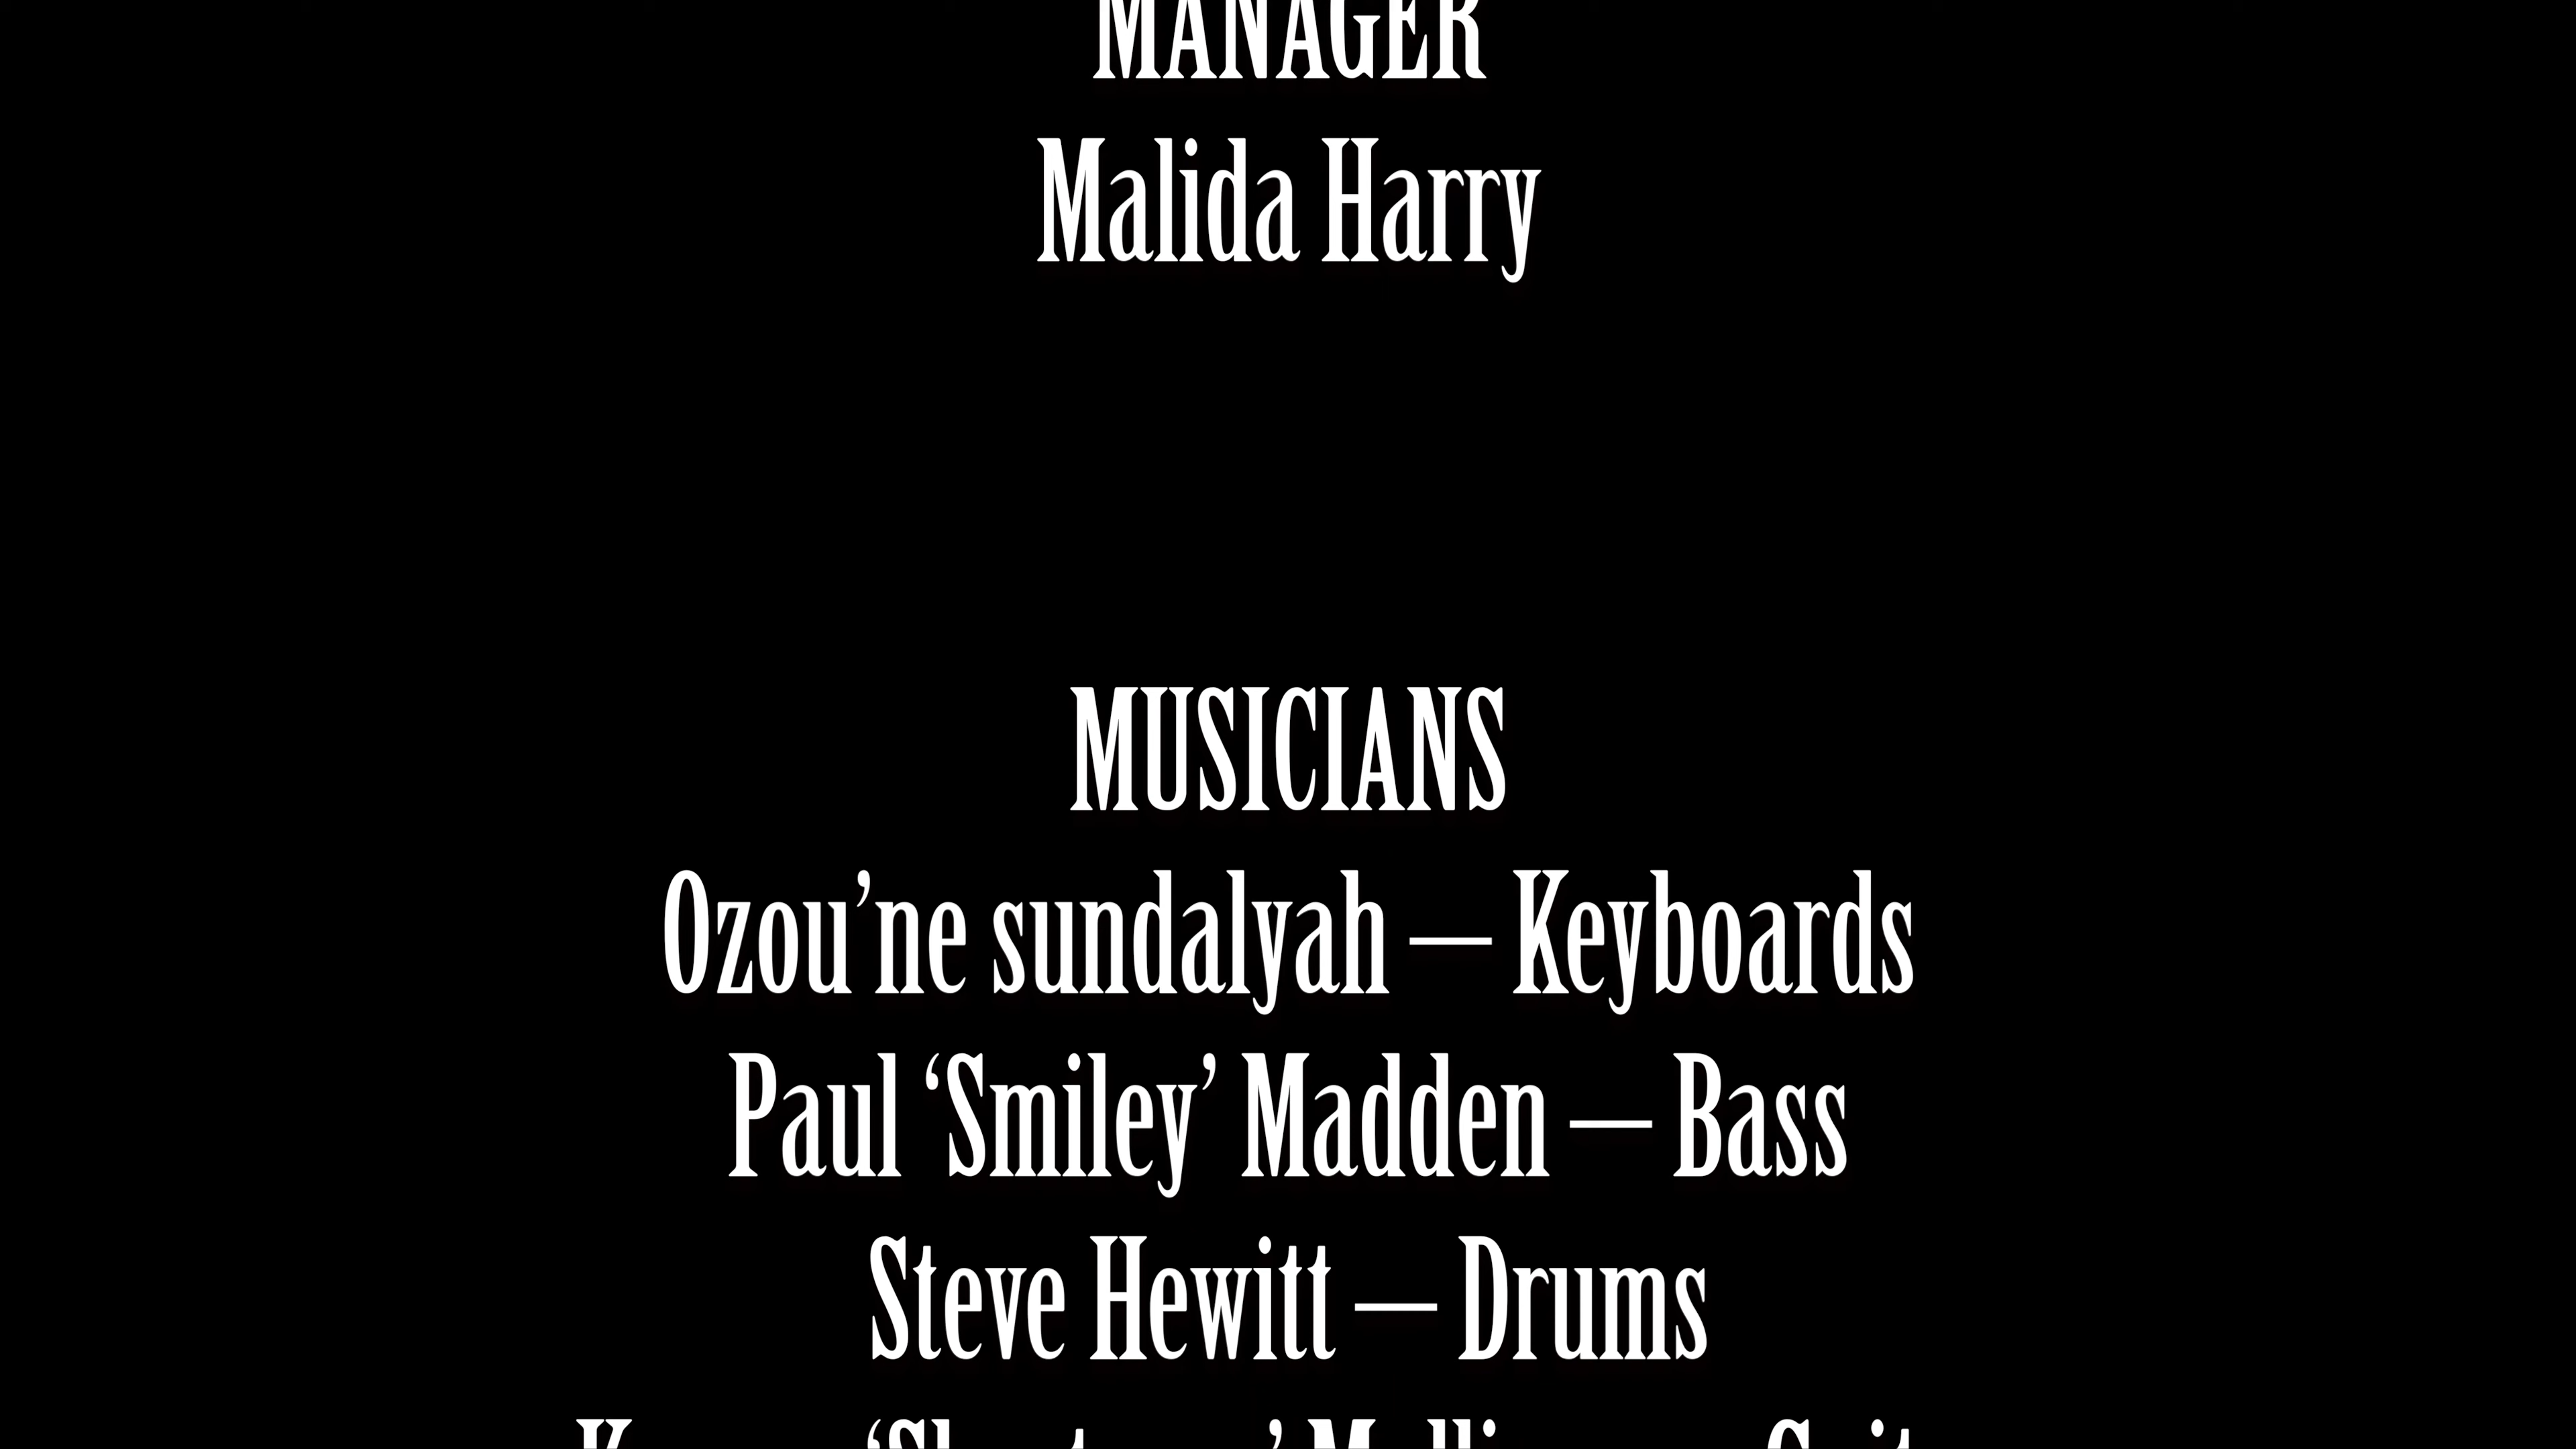 MANAGER
Malida Harry
MUSICIANS
Ozou’ne sundalyah — Keyboards
Paul ‘Smiley’ Madden — Bass
Steve Hewitt — Drums